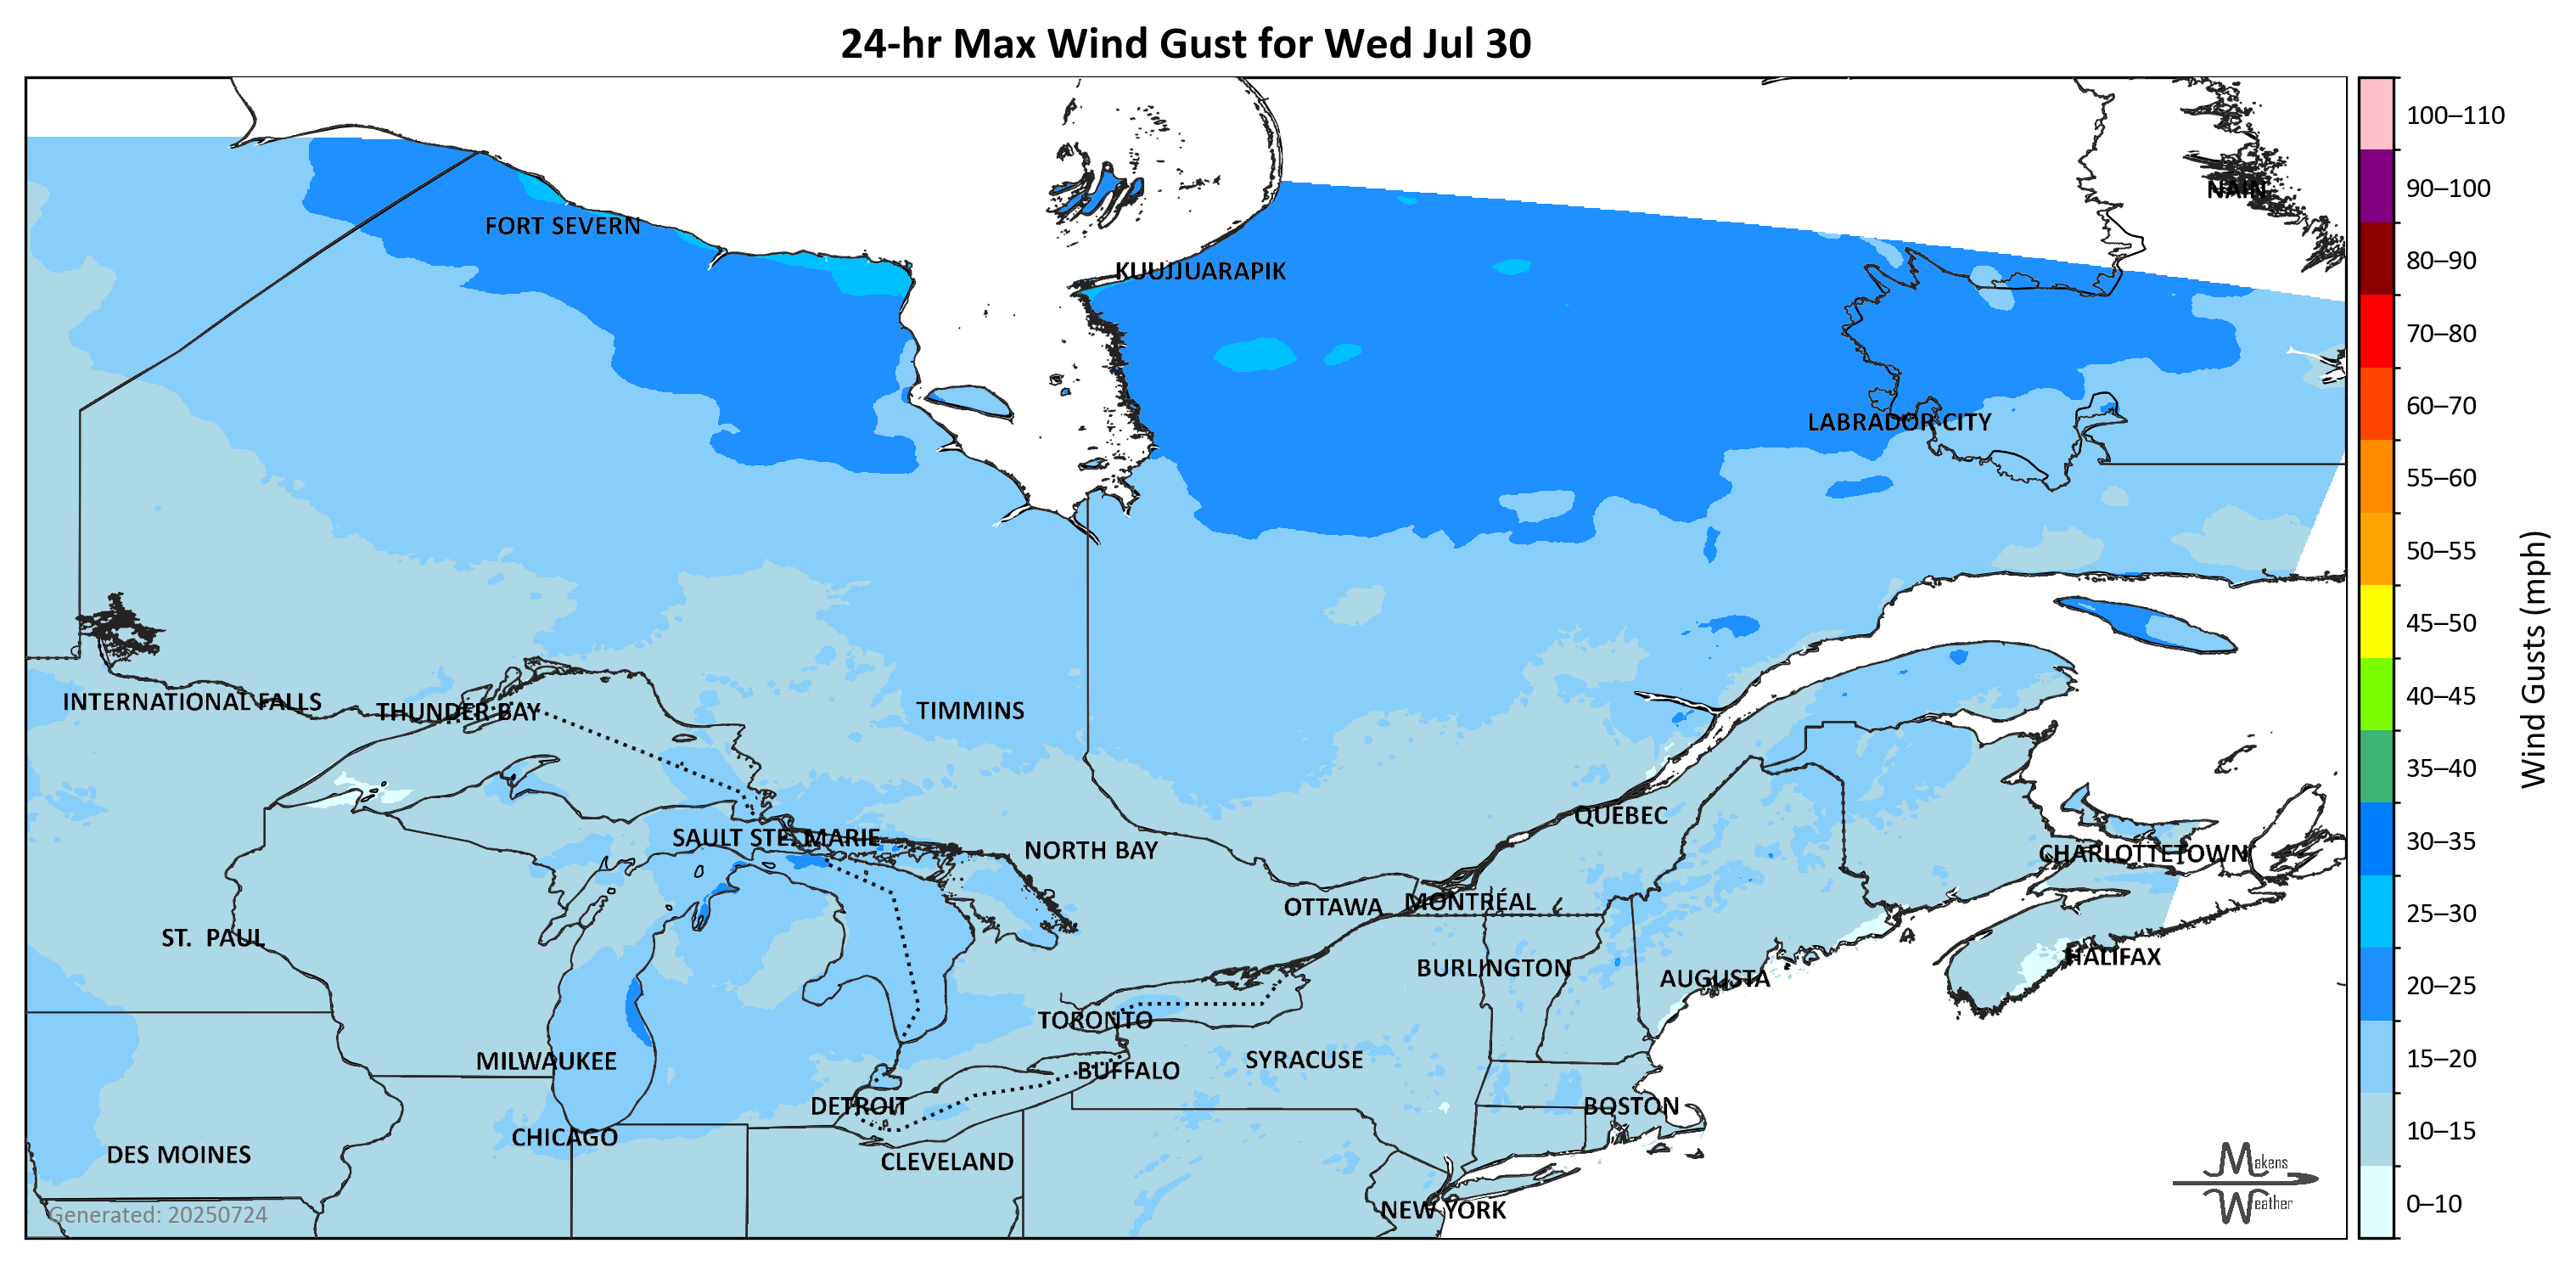 24-hr Max Wind Gust for Wed Jul 30
100–110
90–100
NAIN
FORT SEVERN
80–90
KUUJJUARAPIK
70–80
60–70
LABRADOR CITY
55–60
50–55
45–50
Wind Gusts (mph)
INTERNATIONAL FALLS
THUNDER BAY
TIMMINS
40–45
35–40
QUEBEC
SAULT STE. MARIE
NORTH BAY
CHARLOTTETOWN
30–35
OTTAWA
MONTRÉAL
25–30
ST. PAUL
BURLINGTON
AUGUSTA
HALIFAX
20–25
TORONTO
MILWAUKEE
BUFFALO
SYRACUSE
15–20
DETROIT
BOSTON
CHICAGO
10–15
DES MOINES
CLEVELAND
Makens
Weather
NEW YORK
0–10
Generated: 20250724